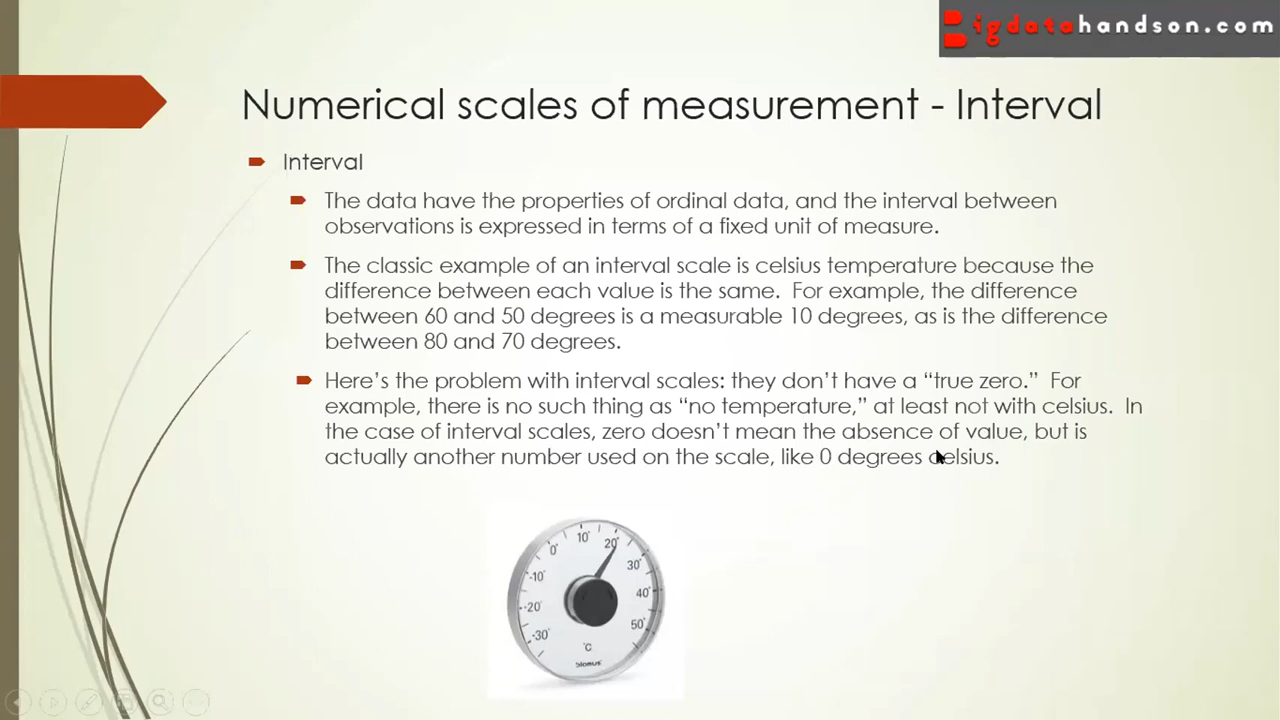 Bigdatahandson.com
Numerical scales of measurement - Interval
Interval
The data have the properties of ordinal data, and the interval between
observations is expressed in terms of a fixed unit of measure.
The classic example of an interval scale is celsius temperature because the
difference between each value is the same.  For example, the difference
between 60 and 50 degrees is a measurable 10 degrees, as is the difference
between 80 and 70 degrees.
Here's the problem with interval scales: they don't have a “true zero.”  For
example, there is no such thing as “no temperature,” at least not with celsius.  In
the case of interval scales, zero doesn't mean the absence of value, but is
actually another number used on the scale, like 0 degrees celsius.
10°
0°
20°
-10°
30°
-20°
40°
-30°
50°
°C
blomus